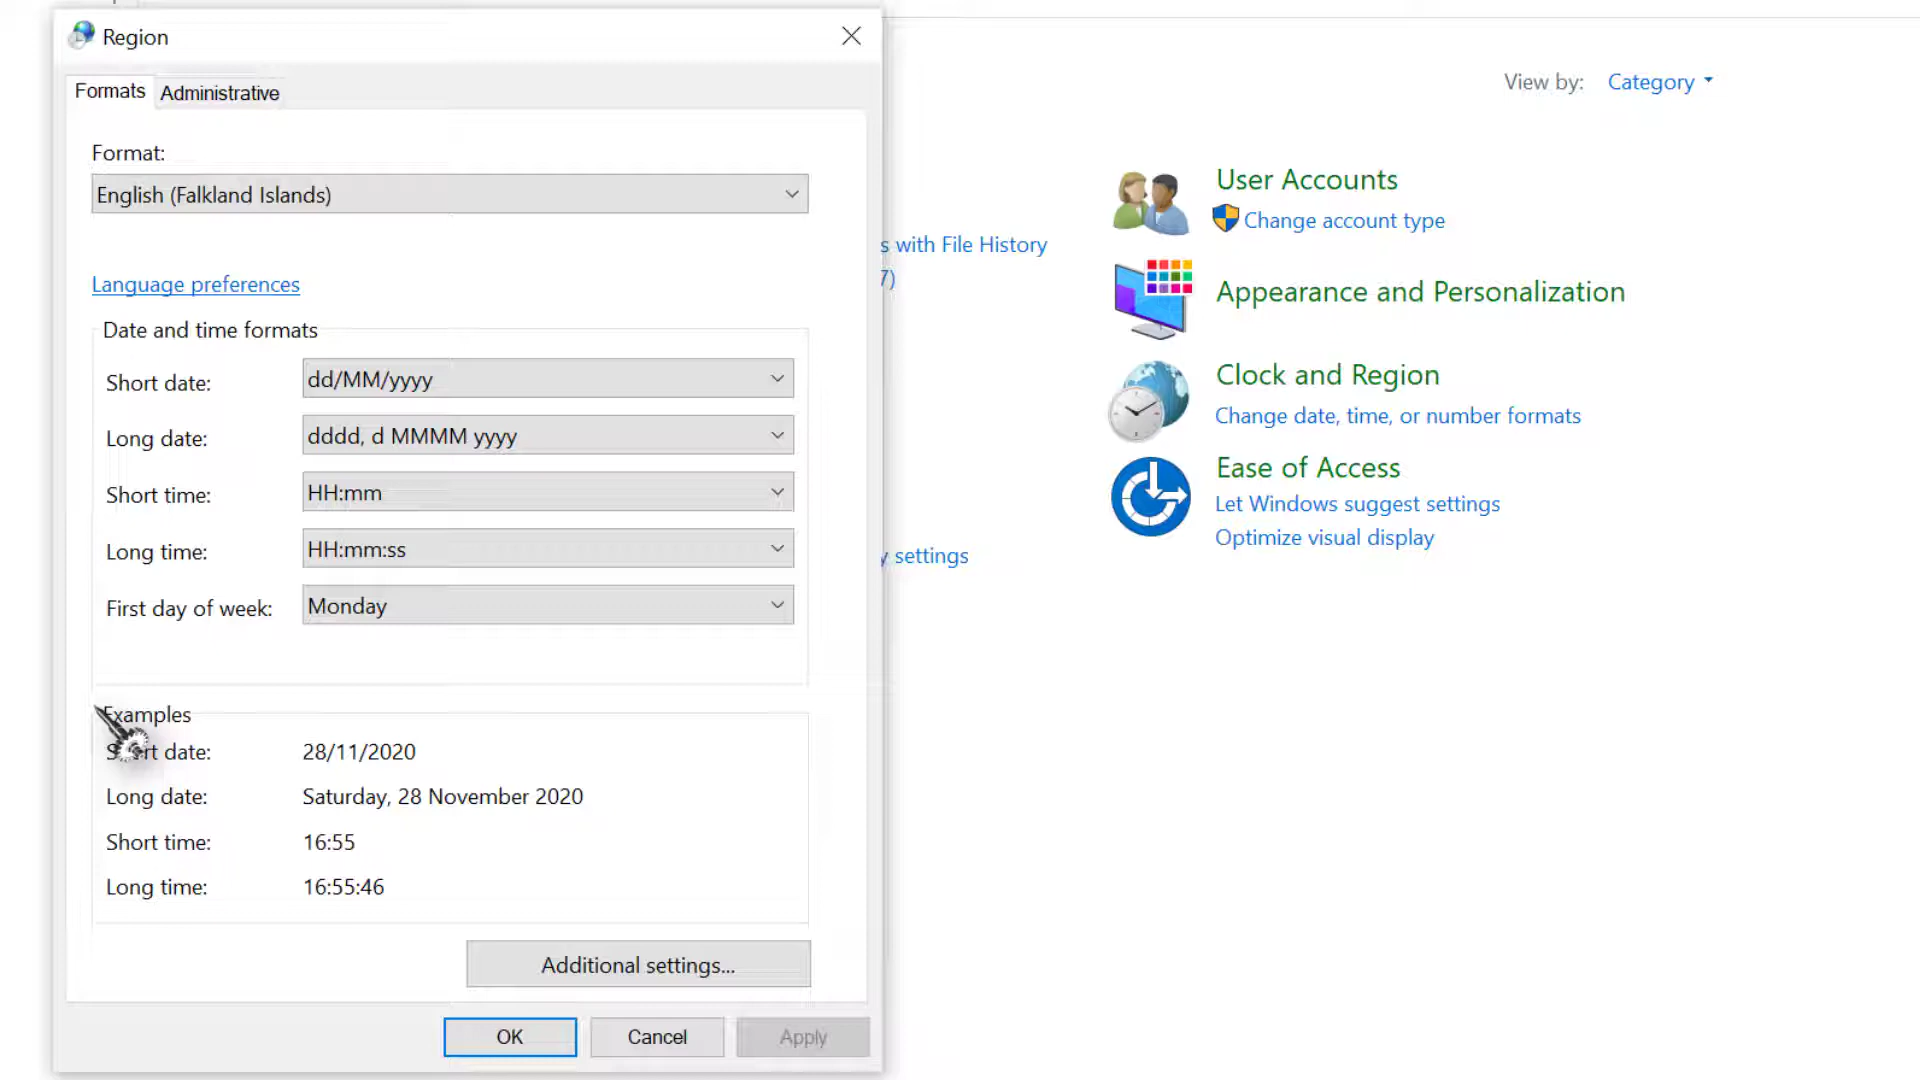 Region
Formats
Administrative
Format:
English (Falkland Islands)
Language preferences
Date and time formats
Short date: dd/MM/yyyy
Long date: dddd, d MMMM yyyy
Short time: HH:mm
Long time: HH:mm:ss
First day of week: Monday
Examples
Short date: 28/11/2020
Long date: Saturday, 28 November 2020
Short time: 16:55
Long time: 16:55:46
Additional settings...
OK
Cancel
Apply
with File History
7)
settings
View by: Category
User Accounts
Change account type
Appearance and Personalization
Clock and Region
Change date, time, or number formats
Ease of Access
Let Windows suggest settings
Optimize visual display